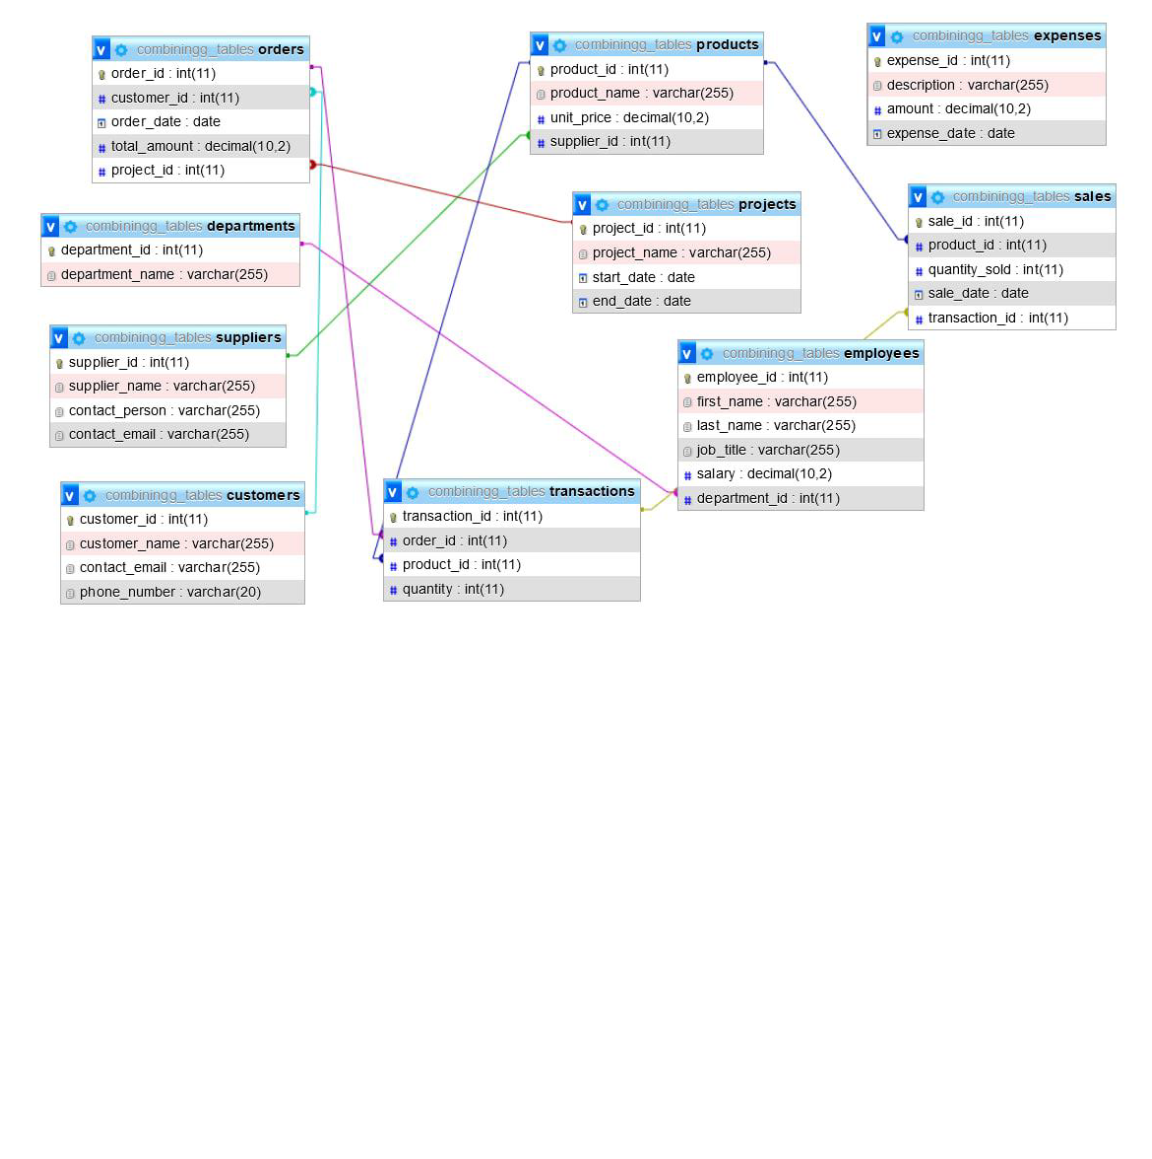 combiningg_tables orders
order_id : int(11)
customer_id : int(11)
order_date : date
total_amount : decimal(10,2)
project_id : int(11)
combiningg_tables products
product_id : int(11)
product_name : varchar(255)
unit_price : decimal(10,2)
supplier_id : int(11)
combiningg_tables expenses
expense_id : int(11)
description : varchar(255)
amount : decimal(10,2)
expense_date : date
combiningg_tables departments
department_id : int(11)
department_name : varchar(255)
combiningg_tables projects
project_id : int(11)
project_name : varchar(255)
start_date : date
end_date : date
combiningg_tables sales
sale_id : int(11)
product_id : int(11)
quantity_sold : int(11)
sale_date : date
transaction_id : int(11)
combiningg_tables suppliers
supplier_id : int(11)
supplier_name : varchar(255)
contact_person : varchar(255)
contact_email : varchar(255)
combiningg_tables employees
employee_id : int(11)
first_name : varchar(255)
last_name : varchar(255)
job_title : varchar(255)
salary : decimal(10,2)
department_id : int(11)
combiningg_tables customers
customer_id : int(11)
customer_name : varchar(255)
contact_email : varchar(255)
phone_number : varchar(20)
combiningg_tables transactions
transaction_id : int(11)
order_id : int(11)
product_id : int(11)
quantity : int(11)